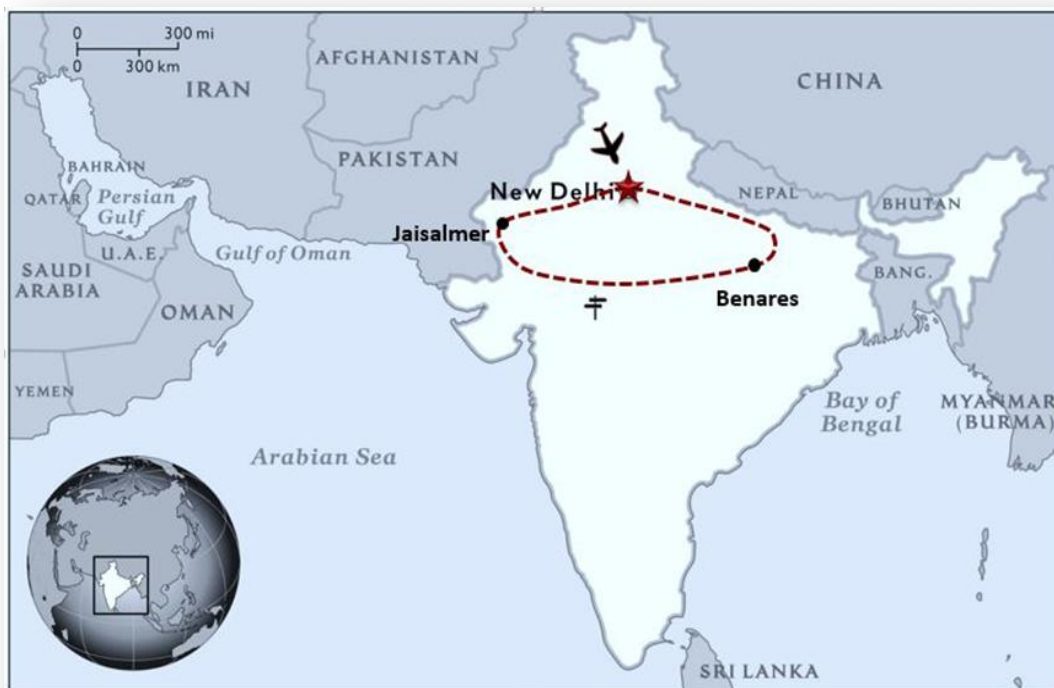 0 300 mi
0 300 km
AFGHANISTAN
IRAN
CHINA
PAKISTAN
BAHRAIN
QATAR
Persian
Gulf
New Delhi
NEPAL
BHUTAN
Jaisalmer
U.A.E.
Gulf of Oman
SAUDI
ARABIA
BANG.
OMAN
Benares
YEMEN
Bay of
Bengal
MYANMAR
(BURMA)
Arabian Sea
SRI LANKA